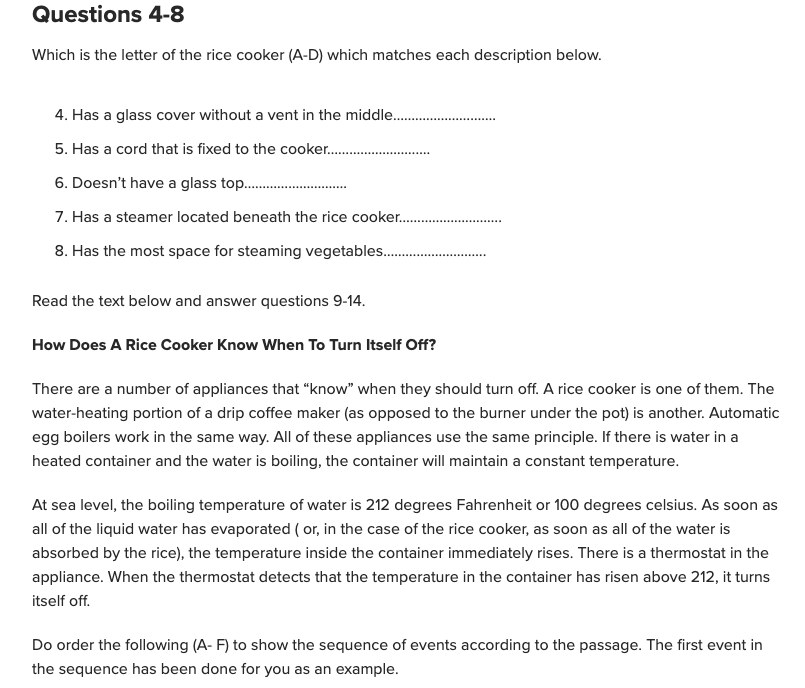 Questions 4-8
Which is the letter of the rice cooker (A-D) which matches each description below.
4. Has a glass cover without a vent in the middle............................
5. Has a cord that is fixed to the cooker............................
6. Doesn’t have a glass top............................
7. Has a steamer located beneath the rice cooker............................
8. Has the most space for steaming vegetables............................
Read the text below and answer questions 9-14.
How Does A Rice Cooker Know When To Turn Itself Off?
There are a number of appliances that “know” when they should turn off. A rice cooker is one of them. The
water-heating portion of a drip coffee maker (as opposed to the burner under the pot) is another. Automatic
egg boilers work in the same way. All of these appliances use the same principle. If there is water in a
heated container and the water is boiling, the container will maintain a constant temperature.
At sea level, the boiling temperature of water is 212 degrees Fahrenheit or 100 degrees celsius. As soon as
all of the liquid water has evaporated ( or, in the case of the rice cooker, as soon as all of the water is
absorbed by the rice), the temperature inside the container immediately rises. There is a thermostat in the
appliance. When the thermostat detects that the temperature in the container has risen above 212, it turns
itself off.
Do order the following (A- F) to show the sequence of events according to the passage. The first event in
the sequence has been done for you as an example.